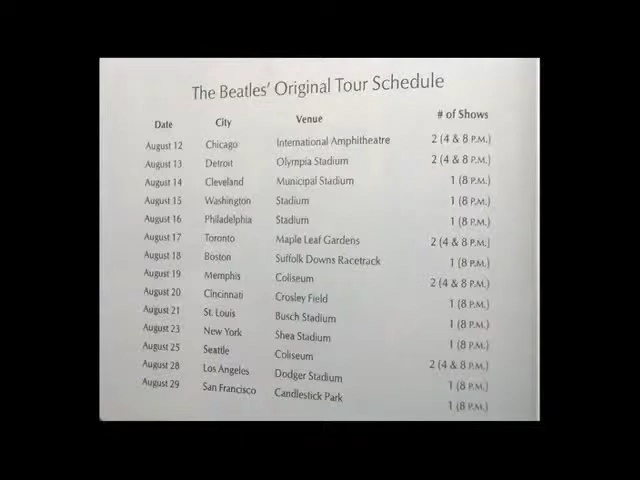 The Beatles' Original Tour Schedule
Date City Venue # of Shows
August 12 Chicago International Amphitheatre 2 (4 & 8 P.M.)
August 13 Detroit Olympia Stadium 2 (4 & 8 P.M.)
August 14 Cleveland Municipal Stadium 1 (8 P.M.)
August 15 Washington Stadium 1 (8 P.M.)
August 16 Philadelphia Stadium 1 (8 P.M.)
August 17 Toronto Maple Leaf Gardens 2 (4 & 8 P.M.)
August 18 Boston Suffolk Downs Racetrack 1 (8 P.M.)
August 19 Memphis Coliseum 2 (4 & 8 P.M.)
August 20 Cincinnati Crosley Field 1 (8 P.M.)
August 21 St. Louis Busch Stadium 1 (8 P.M.)
August 23 New York Shea Stadium 1 (8 P.M.)
August 25 Seattle Coliseum 2 (4 & 8 P.M.)
August 28 Los Angeles Dodger Stadium 1 (8 P.M.)
August 29 San Francisco Candlestick Park 1 (8 P.M.)